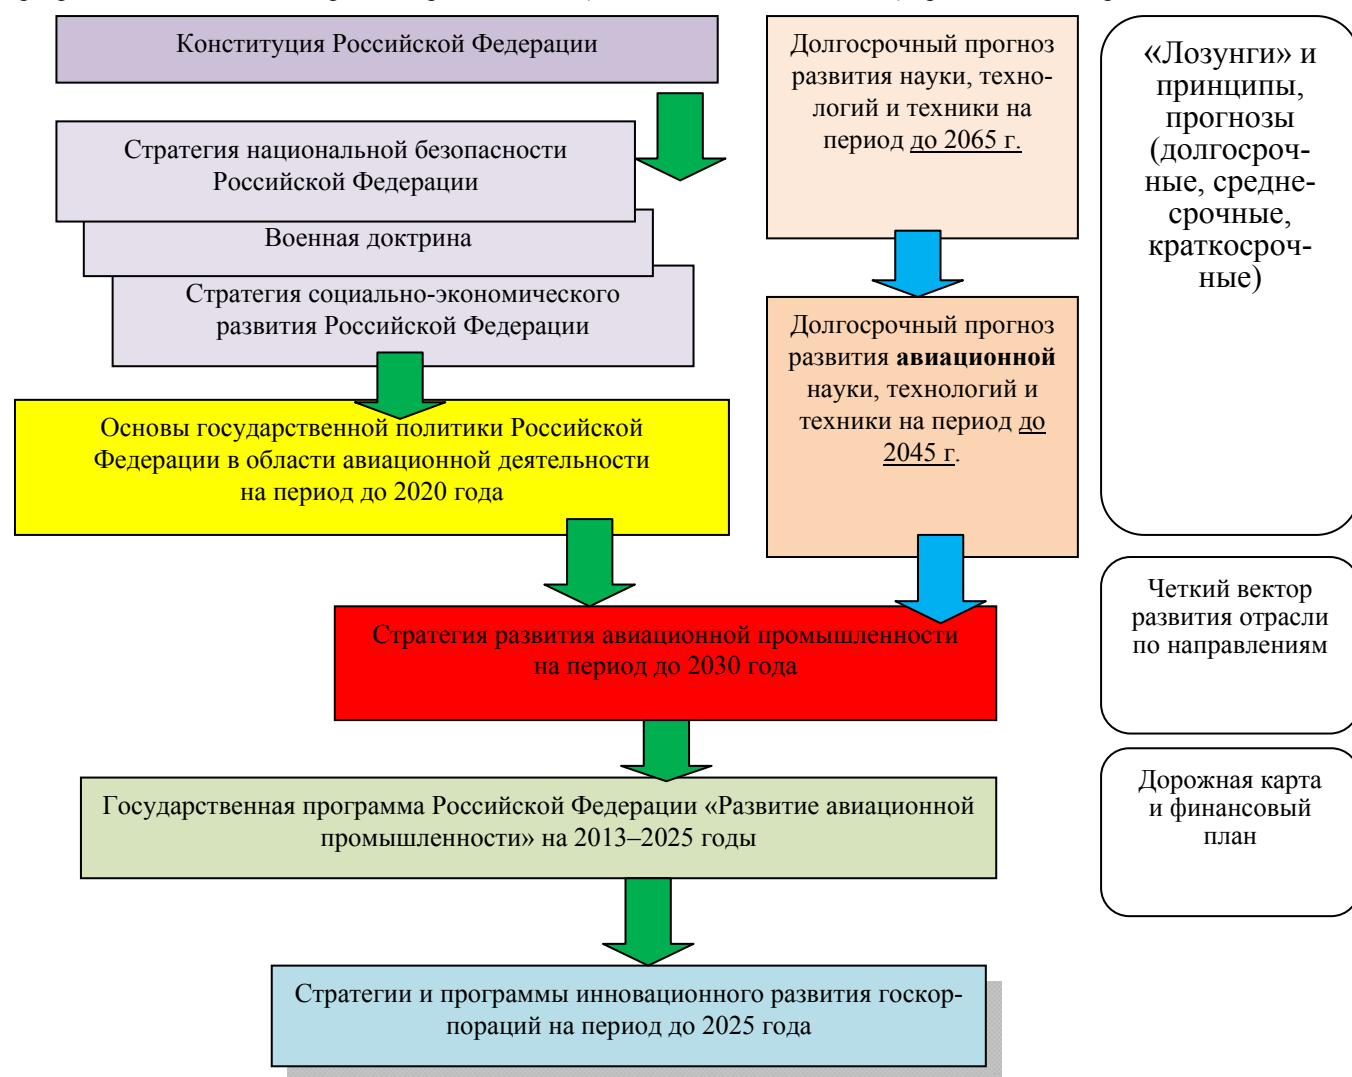 Конституция Российской Федерации
Стратегия национальной безопасности
Российской Федерации
Военная доктрина
Стратегия социально-экономического
развития Российской Федерации
Основы государственной политики Российской
Федерации в области авиационной деятельности
на период до 2020 года
Долгосрочный прогноз
развития науки, техно-
логий и техники на
период до 2065 г.
Долгосрочный прогноз
развития авиационной
науки, технологий и
техники на период до
2045 г.
«Лозунги» и
принципы,
прогнозы
(долгосроч-
ные, средне-
срочные,
краткосроч-
ные)
Стратегия развития авиационной промышленности
на период до 2030 года
Четкий вектор
развития отрасли
по направлениям
Государственная программа Российской Федерации «Развитие авиационной
промышленности» на 2013–2025 годы
Дорожная карта
и финансовый
план
Стратегии и программы инновационного развития госкор-
пораций на период до 2025 года